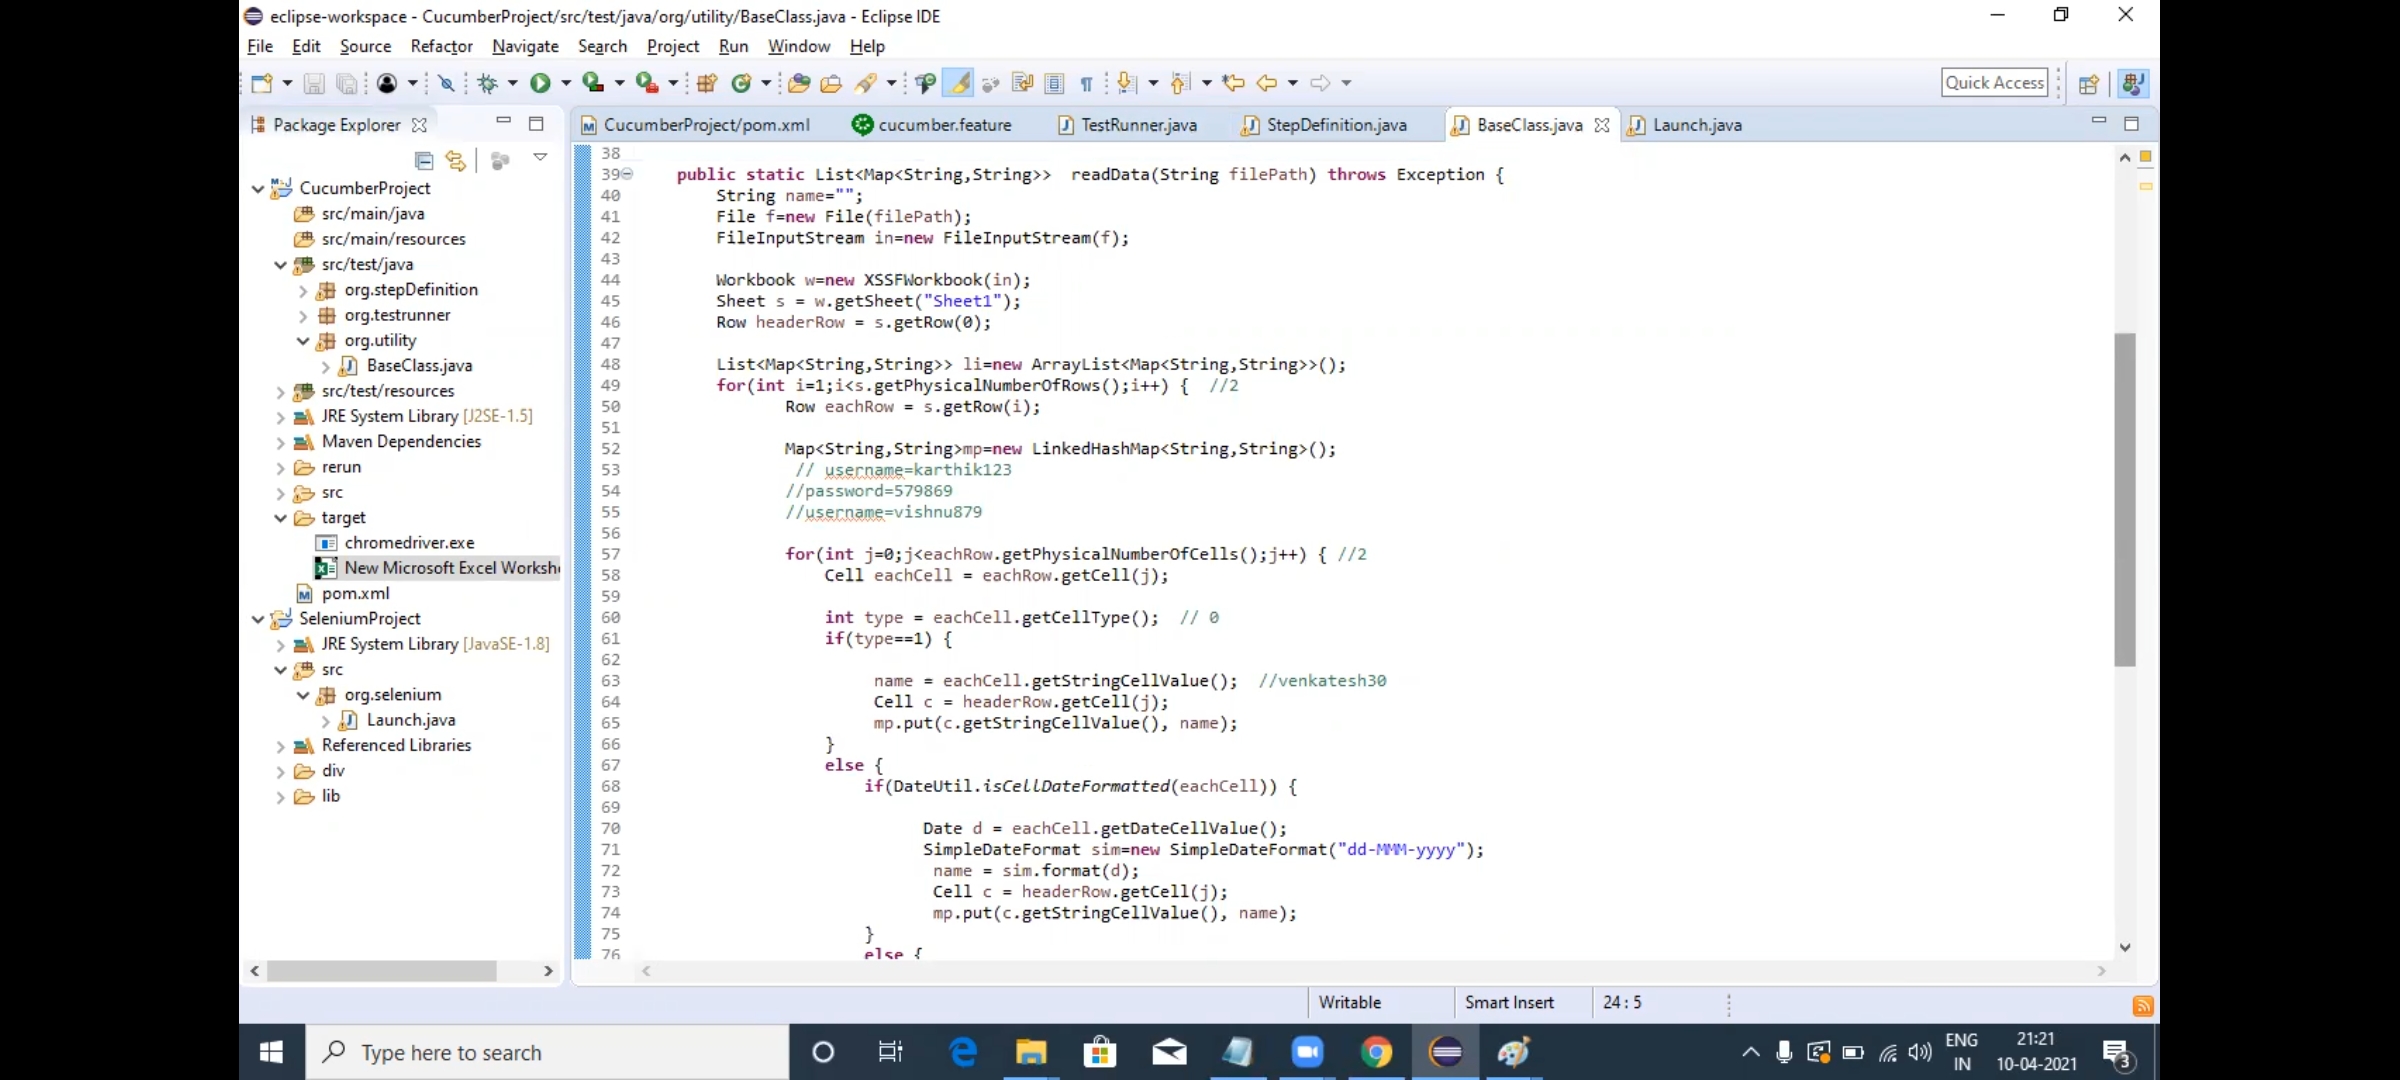 eclipse-workspace - CucumberProject/src/test/java/org/utility/BaseClass.java - Eclipse IDE
File Edit Source Refactor Navigate Search Project Run Window Help
Quick Access
Package Explorer
CucumberProject/pom.xml cucumber.feature TestRunner.java StepDefinition.java BaseClass.java Launch.java
CucumberProject
src/main/java
src/main/resources
src/test/java
org.stepDefinition
org.testrunner
org.utility
BaseClass.java
src/test/resources
JRE System Library [J2SE-1.5]
Maven Dependencies
rerun
src
target
chromedriver.exe
New Microsoft Excel Workshe
pom.xml
SeleniumProject
JRE System Library [JavaSE-1.8]
src
org.selenium
Launch.java
Referenced Libraries
div
lib
38
39 public static List<Map<String,String>> readData(String filePath) throws Exception {
40 String name="";
41 File f=new File(filePath);
42 FileInputStream in=new FileInputStream(f);
43
44 Workbook w=new XSSFWorkbook(in);
45 Sheet s = w.getSheet("Sheet1");
46 Row headerRow = s.getRow(0);
47
48 List<Map<String,String>> li=new ArrayList<Map<String,String>>();
49 for(int i=1;i<s.getPhysicalNumberOfRows();i++) { //2
50 Row eachRow = s.getRow(i);
51
52 Map<String,String>mp=new LinkedHashMap<String,String>();
53 // username=karthik123
54 //password=579869
55 //username=vishnu879
56
57 for(int j=0;j<eachRow.getPhysicalNumberOfCells();j++) { //2
58 Cell eachCell = eachRow.getCell(j);
59
60 int type = eachCell.getCellType(); // 0
61 if(type==1) {
62
63 name = eachCell.getStringCellValue(); //venkatesh30
64 Cell c = headerRow.getCell(j);
65 mp.put(c.getStringCellValue(), name);
66 }
67 else {
68 if(DateUtil.isCellDateFormatted(eachCell)) {
69
70 Date d = eachCell.getDateCellValue();
71 SimpleDateFormat sim=new SimpleDateFormat("dd-MMM-yyyy");
72 name = sim.format(d);
73 Cell c = headerRow.getCell(j);
74 mp.put(c.getStringCellValue(), name);
75 }
76 else {
Writable Smart Insert 24 : 5
Type here to search
ENG
IN
21:21
10-04-2021
3